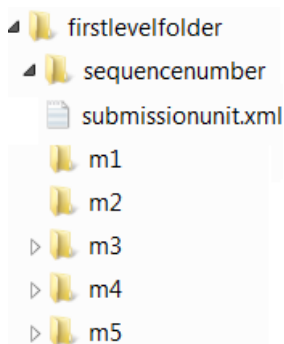 firstlevelfolder
sequencenumber
submissionunit.xml
m1
m2
m3
m4
m5